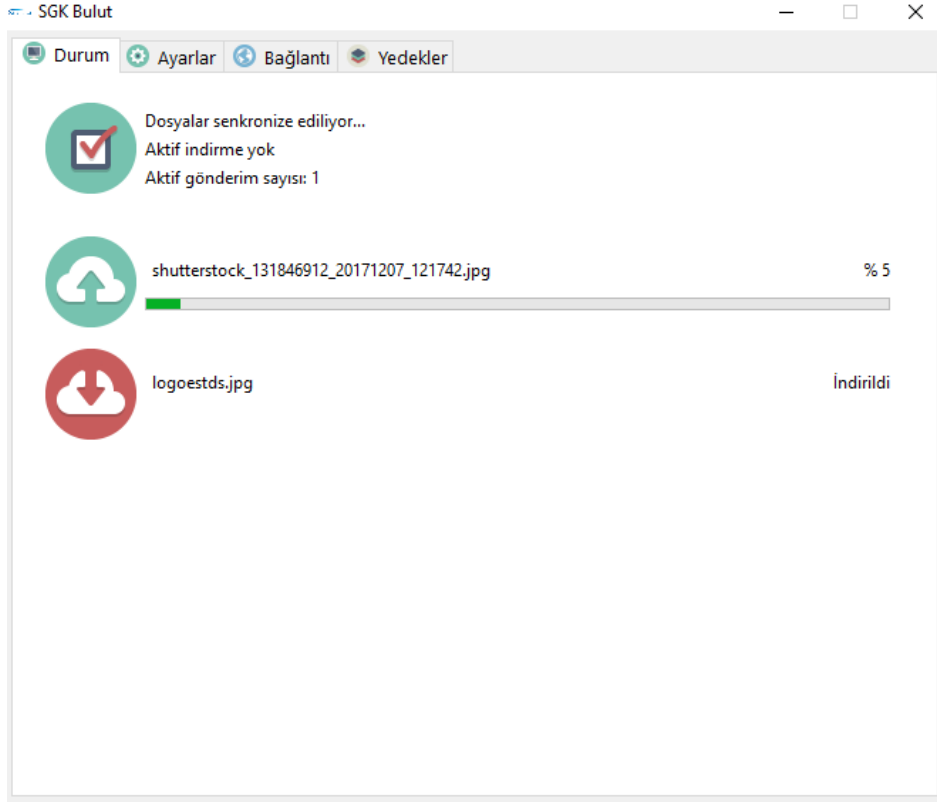 SGK Bulut
Durum Ayarlar Bağlantı Yedekler
Dosyalar senkronize ediliyor...
Aktif indirme yok
Aktif gönderim sayısı: 1
shutterstock_131846912_20171207_121742.jpg % 5
logoestds.jpg İndirildi